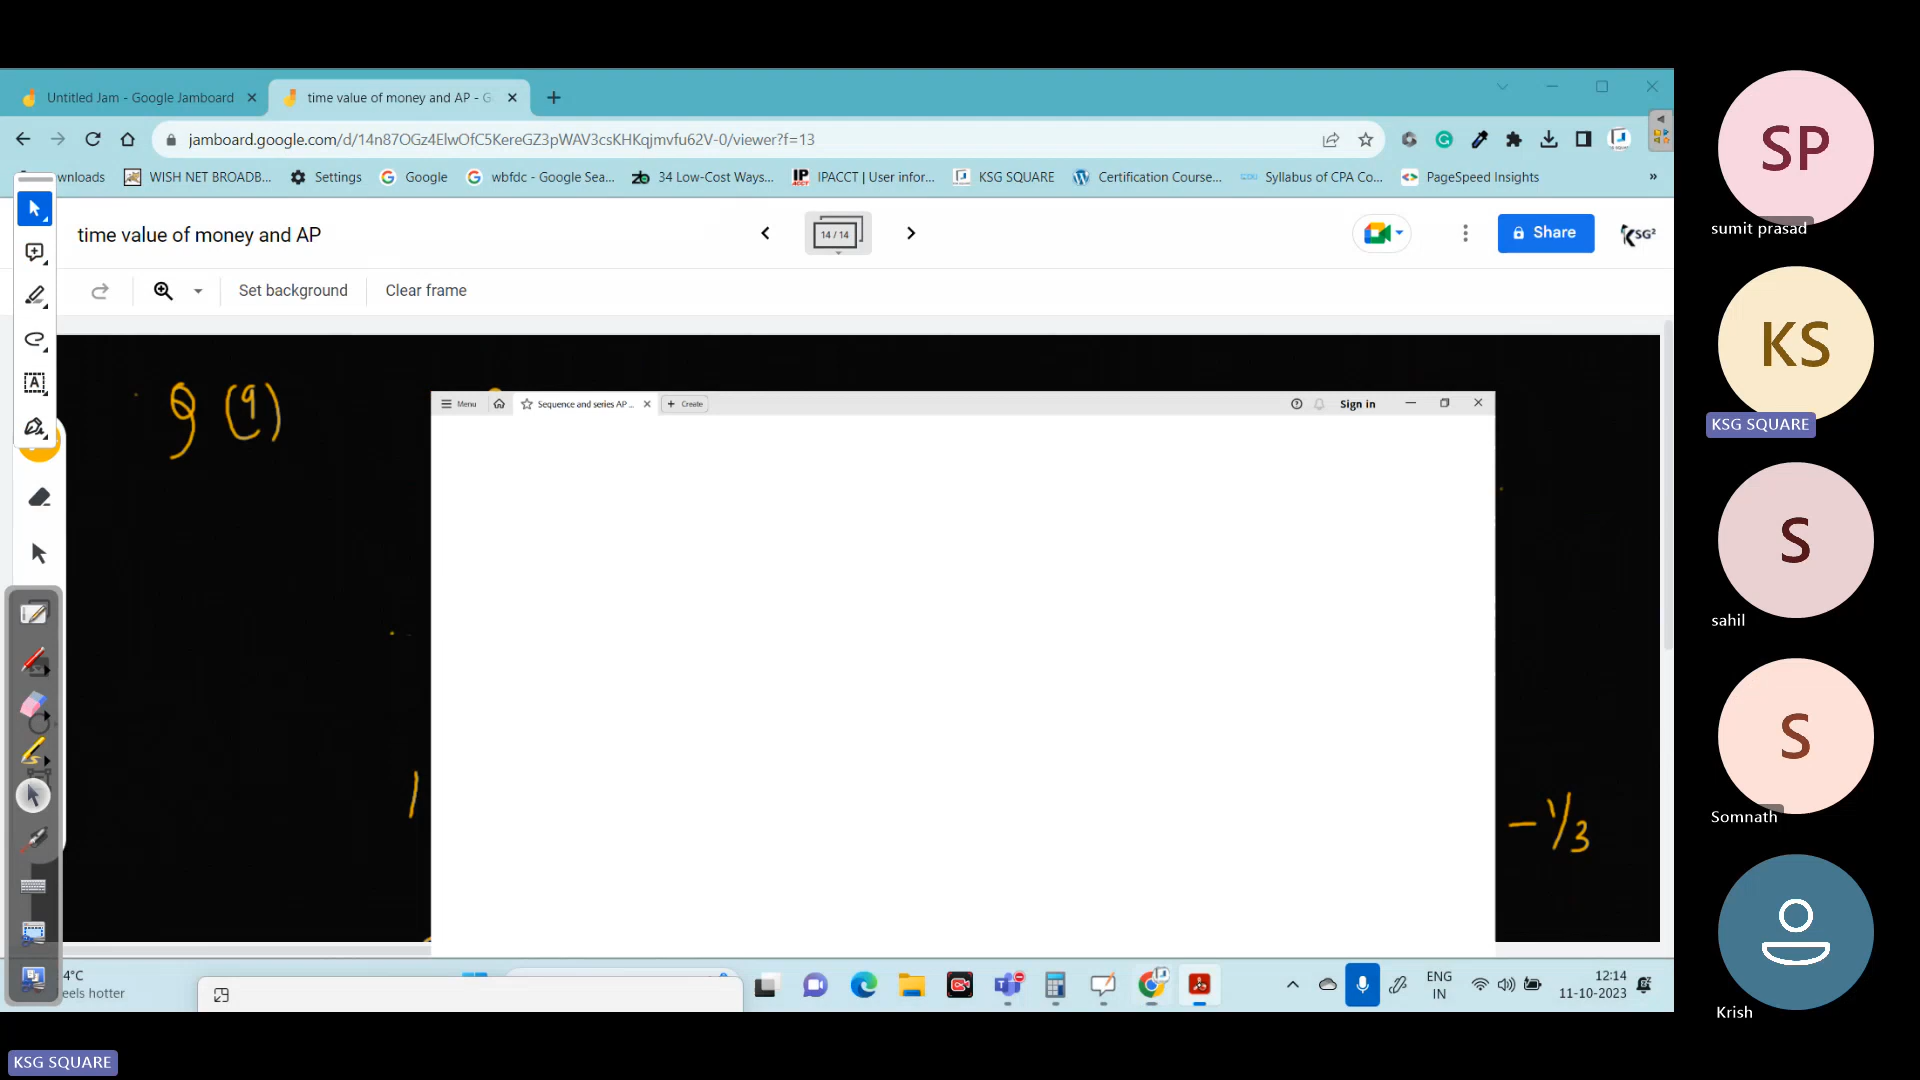 Untitled Jam - Google Jamboard
time value of money and AP - G
jamboard.google.com/d/14n87OGz4ElwOfC5KereGZ3pWAV3csKHKqjmvfu62V-0/viewer?f=13
wnloads
WISH NET BROADB...
Settings
Google
wbfdc - Google Sea...
34 Low-Cost Ways...
IPACCT | User infor...
KSG SQUARE
Certification Course...
Syllabus of CPA Co...
PageSpeed Insights
»
time value of money and AP
14 / 14
Share
KSG²
Set background
Clear frame
Q (9)
Menu
Sequence and series AP ...
+ Create
Sign in
1
- 1/3
4°C
eels hotter
ENG
IN
12:14
11-10-2023
SP
sumit prasad
KS
KSG SQUARE
S
sahil
S
Somnath
Krish
KSG SQUARE